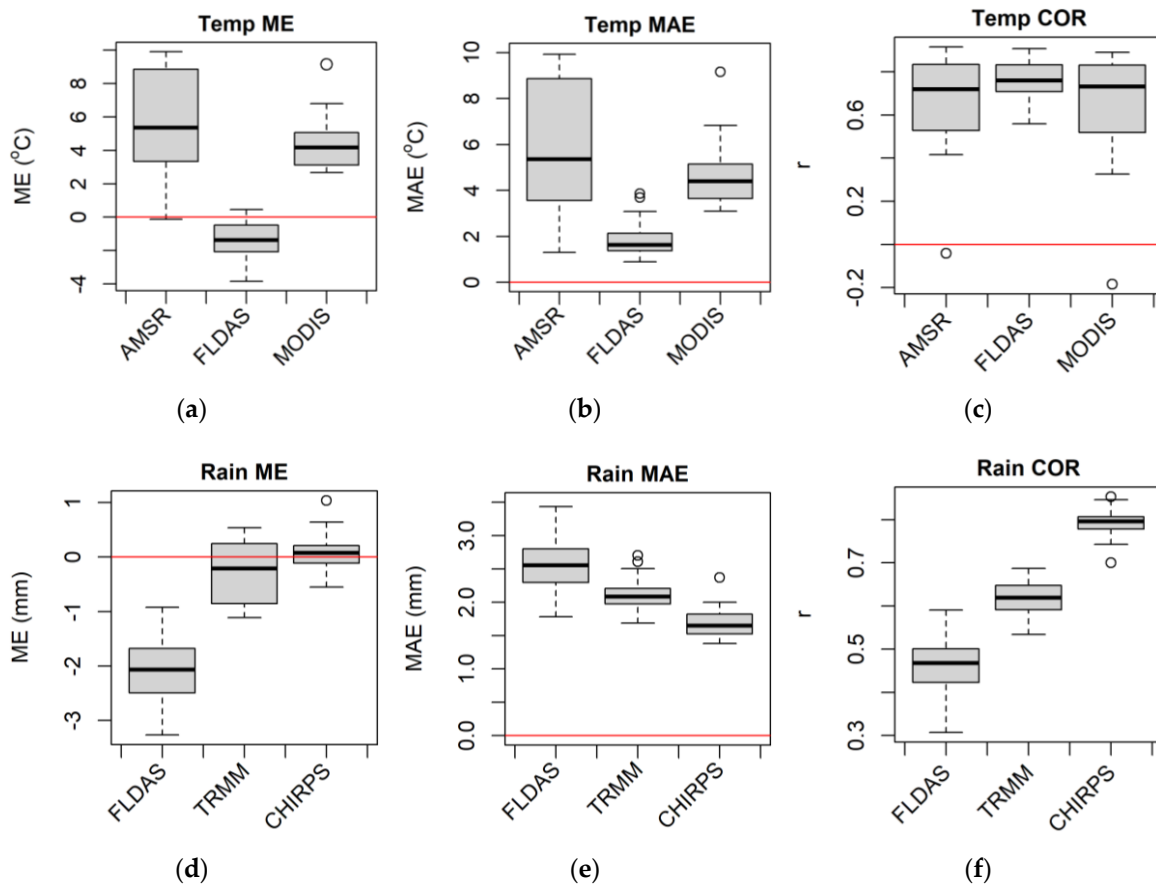 Temp ME
ME (°C)
8
6
4
2
0
-4
AMSR
FLDAS
MODIS
(a)
Temp MAE
MAE (°C)
10
8
6
4
2
0
AMSR
FLDAS
MODIS
(b)
Temp COR
r
0.6
0.2
-0.2
AMSR
FLDAS
MODIS
(c)
Rain ME
ME (mm)
1
0
-1
-2
-3
FLDAS
TRMM
CHIRPS
(d)
Rain MAE
MAE (mm)
3.0
2.0
1.0
0.0
FLDAS
TRMM
CHIRPS
(e)
Rain COR
r
0.7
0.5
0.3
FLDAS
TRMM
CHIRPS
(f)